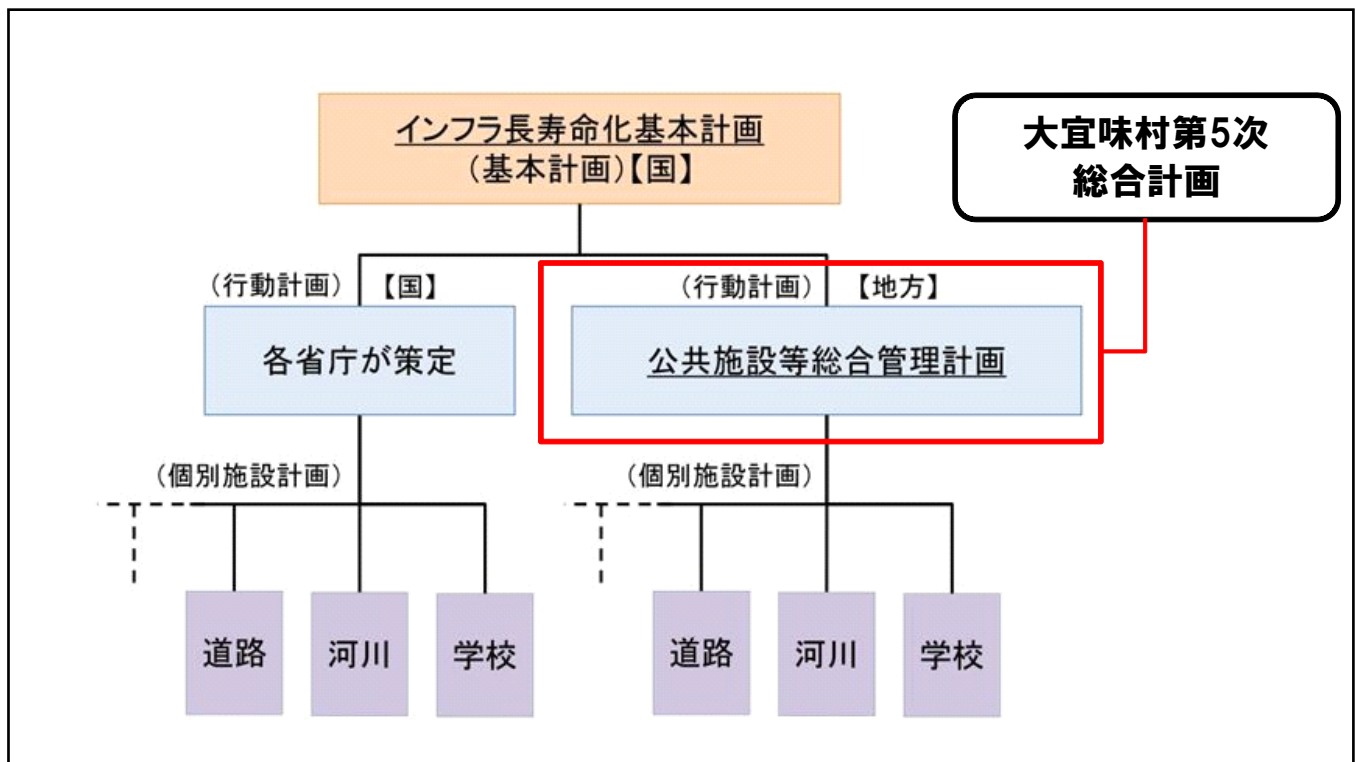 インフラ長寿命化基本計画
(基本計画)【国】
大宜味村第5次
総合計画
(行動計画) 【国】
(行動計画) 【地方】
各省庁が策定
公共施設等総合管理計画
(個別施設計画)
(個別施設計画)
道路
河川
学校
道路
河川
学校